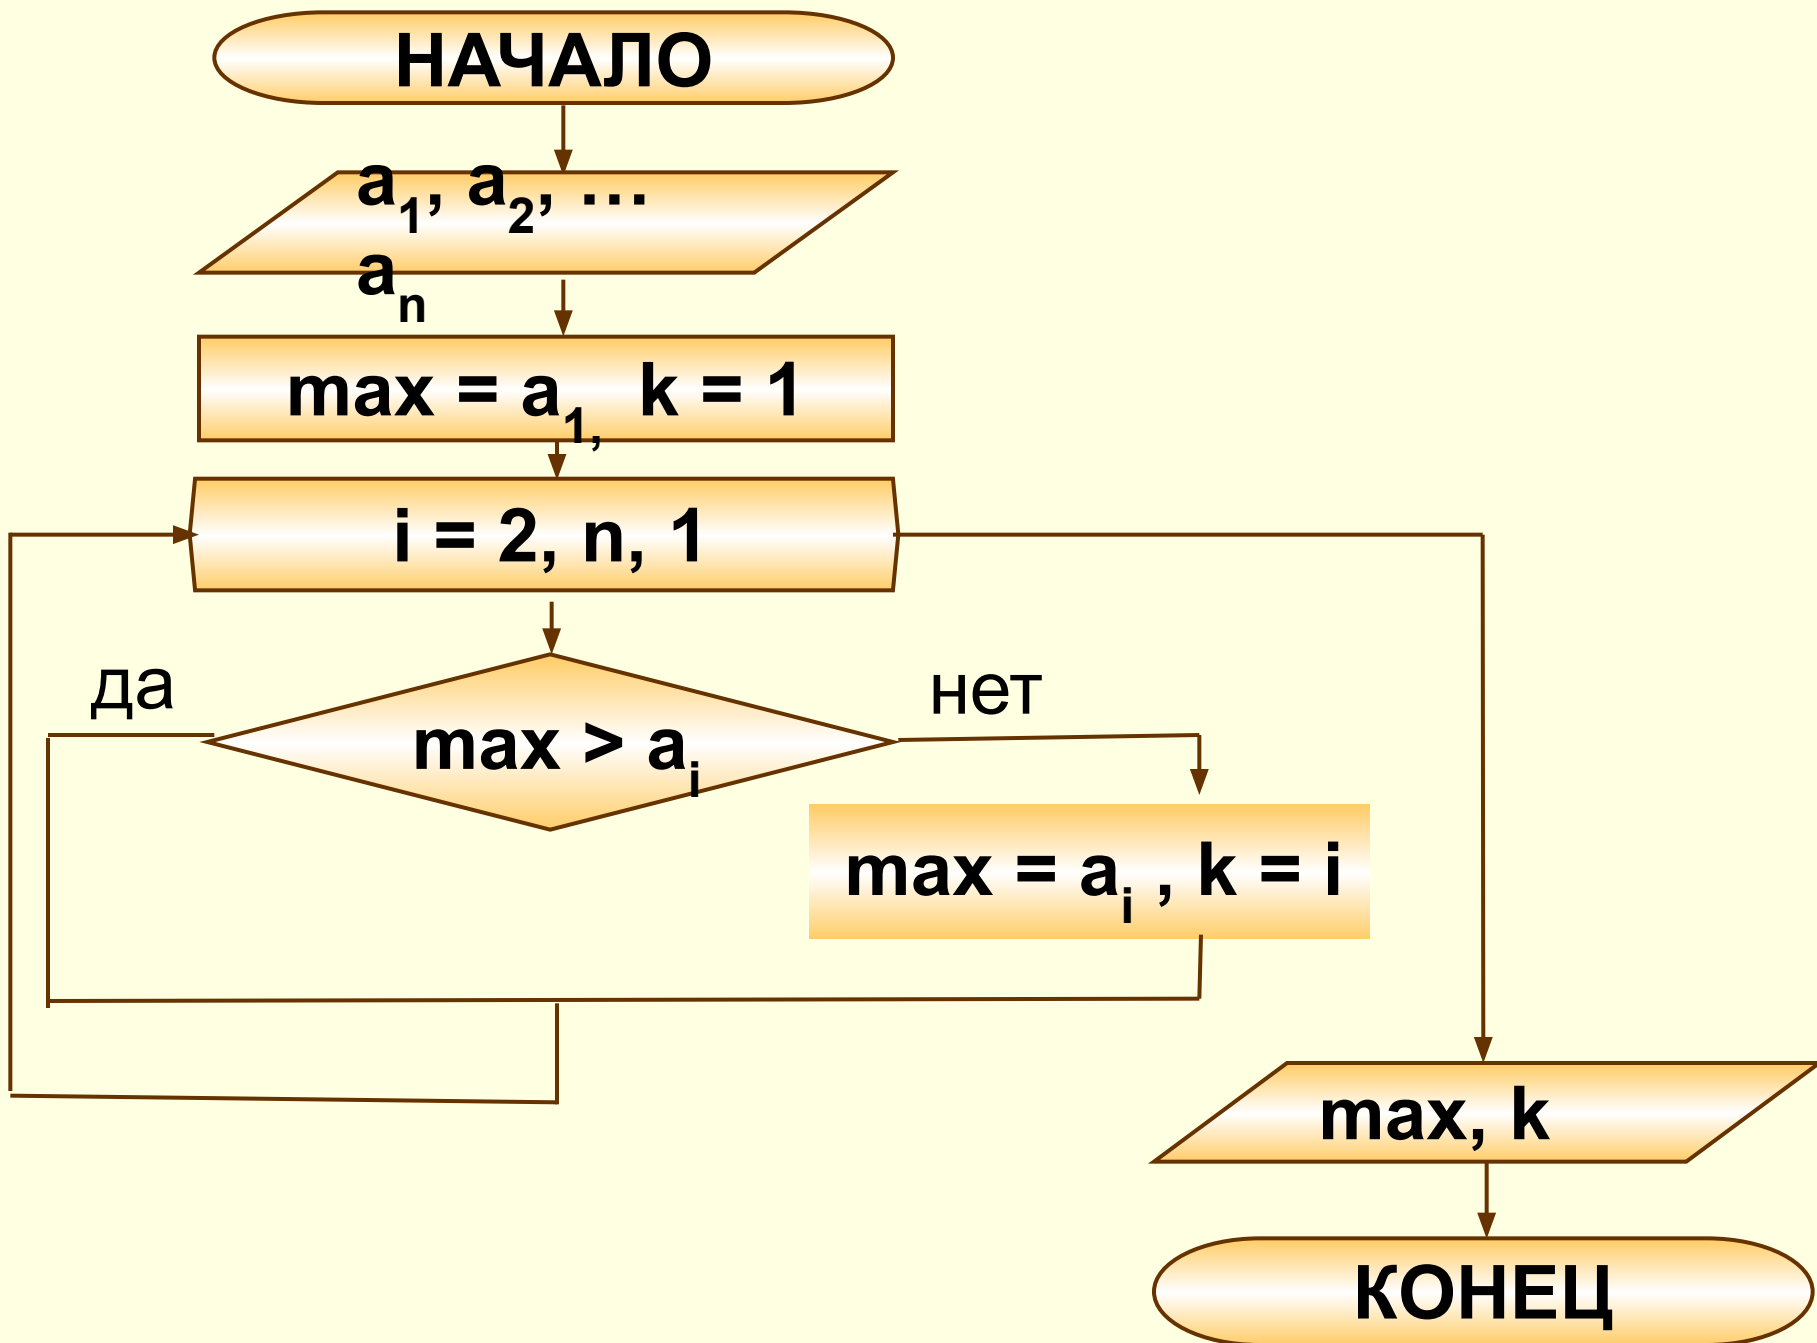 НАЧАЛО
a₁, a₂, …
aₙ
max = a₁, k = 1
i = 2, n, 1
да
нет
max > aᵢ
max = aᵢ , k = i
max, k
КОНЕЦ